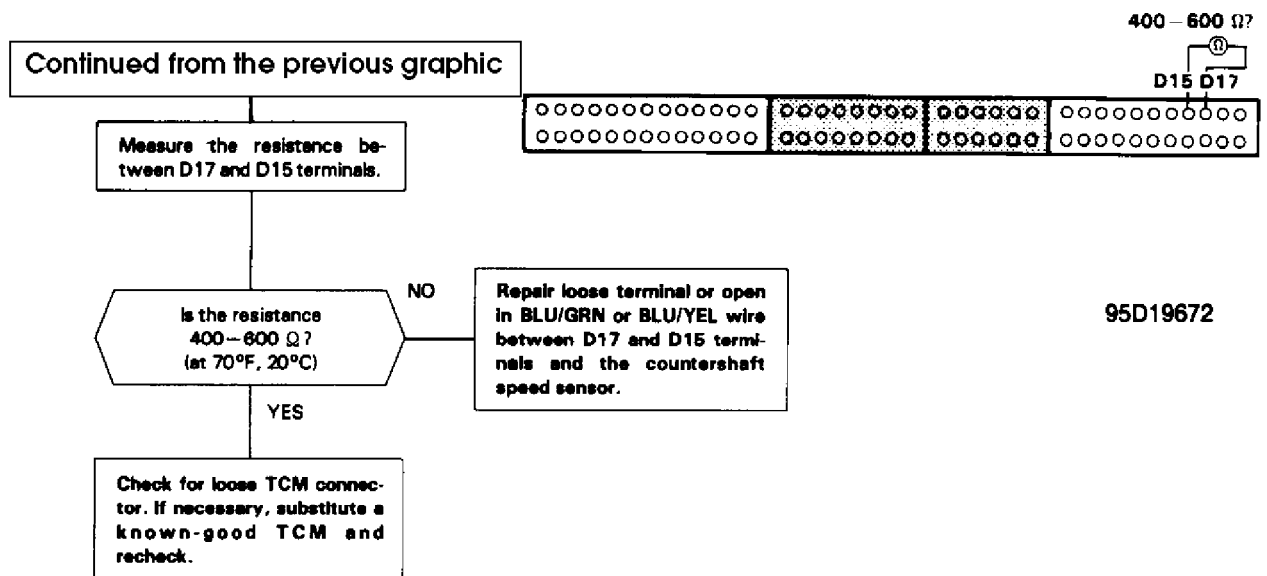 Continued from the previous graphic
400–600 Ω?
Ω
D15 D17
Measure the resistance be-
tween D17 and D15 terminals.
Is the resistance
400–600 Ω?
(at 70°F, 20°C)
NO
Repair loose terminal or open
in BLU/GRN or BLU/YEL wire
between D17 and D15 termi-
nals and the countershaft
speed sensor.
95D19672
YES
Check for loose TCM connec-
tor. If necessary, substitute a
known-good TCM and
recheck.